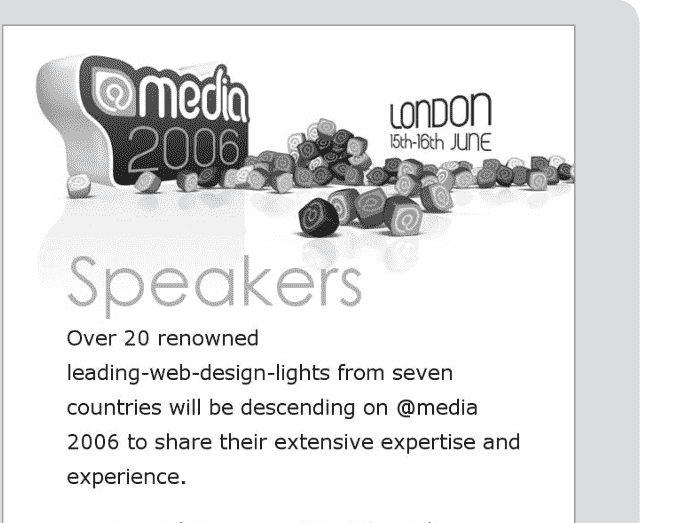 @media
2006
LONDON
15th-16th JUNE
Speakers
Over 20 renowned
leading-web-design-lights from seven
countries will be descending on @media
2006 to share their extensive expertise and
experience.